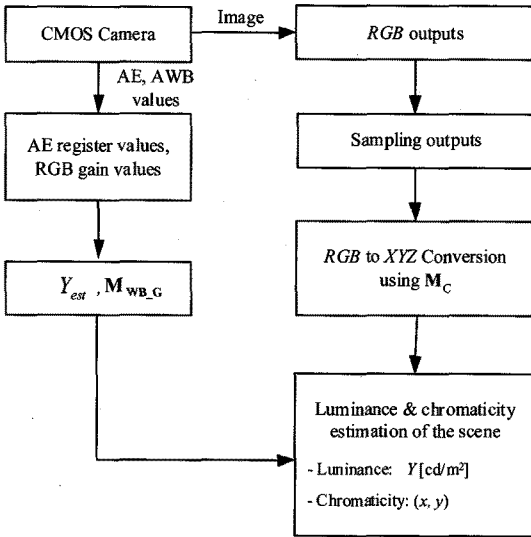 CMOS Camera
Image
RGB outputs
AE, AWB
values
AE register values,
RGB gain values
Sampling outputs
RGB to XYZ Conversion
using M_C
Y_est , M_WB_G
Luminance & chromaticity
estimation of the scene
- Luninance: Y [cd/m²]
- Chromaticity: (x, y)